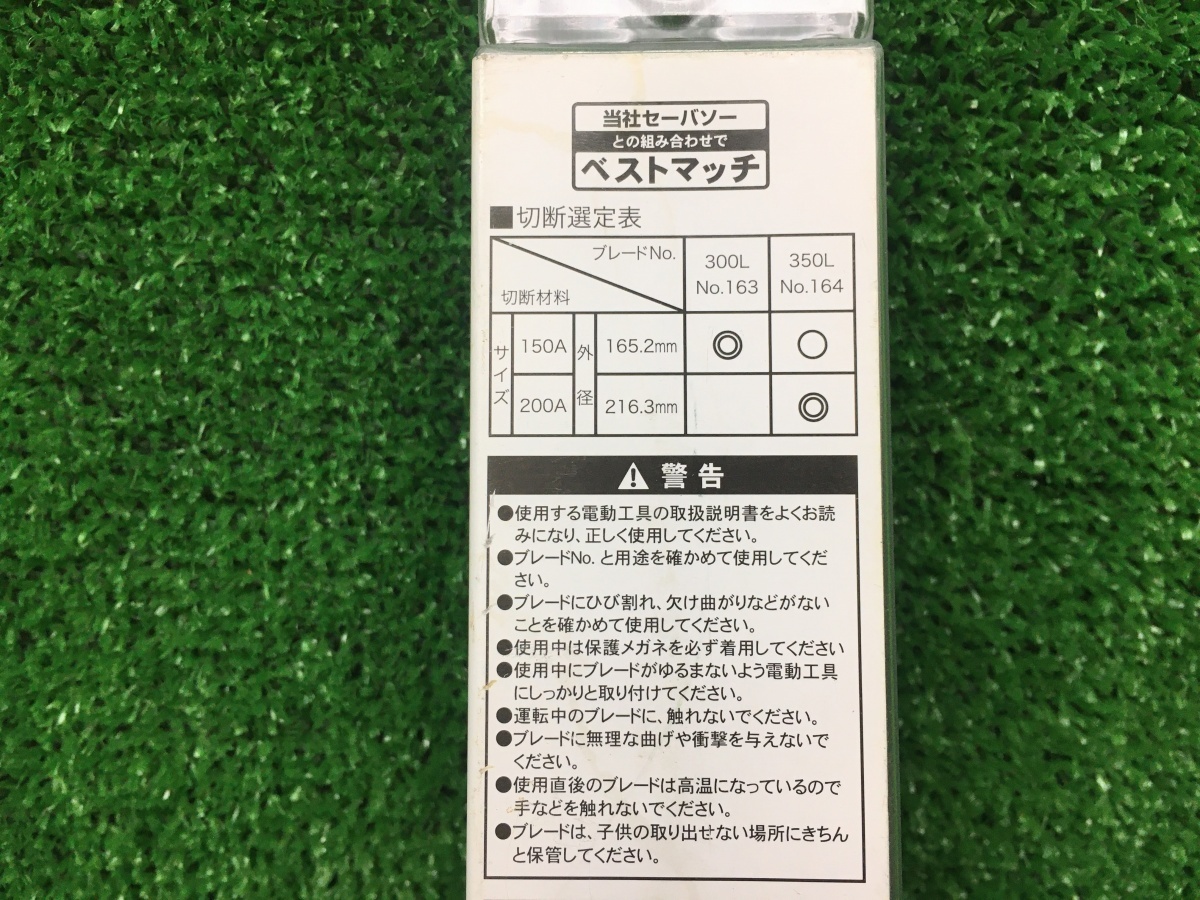 当社セーバソー
との組み合わせで
ベストマッチ
■切断選定表
ブレードNo.
切断材料
300L
No.163
350L
No.164
サイズ
外径
150A 165.2mm ◎ ○
200A 216.3mm ◎
⚠ 警告
●使用する電動工具の取扱説明書をよくお読
みになり、正しく使用してください。
●ブレードNo. と用途を確かめて使用してくだ
さい。
●ブレードにひび割れ、欠け曲がりなどがない
ことを確かめて使用してください。
●使用中は保護メガネを必ず着用してください
●使用中にブレードがゆるまないよう電動工具
にしっかりと取り付けてください。
●運転中のブレードに、触れないでください。
●ブレードに無理な曲げや衝撃を与えないで
ください。
●使用直後のブレードは高温になっているので
手などを触れないでください。
●ブレードは、子供の取り出せない場所にきちん
と保管してください。